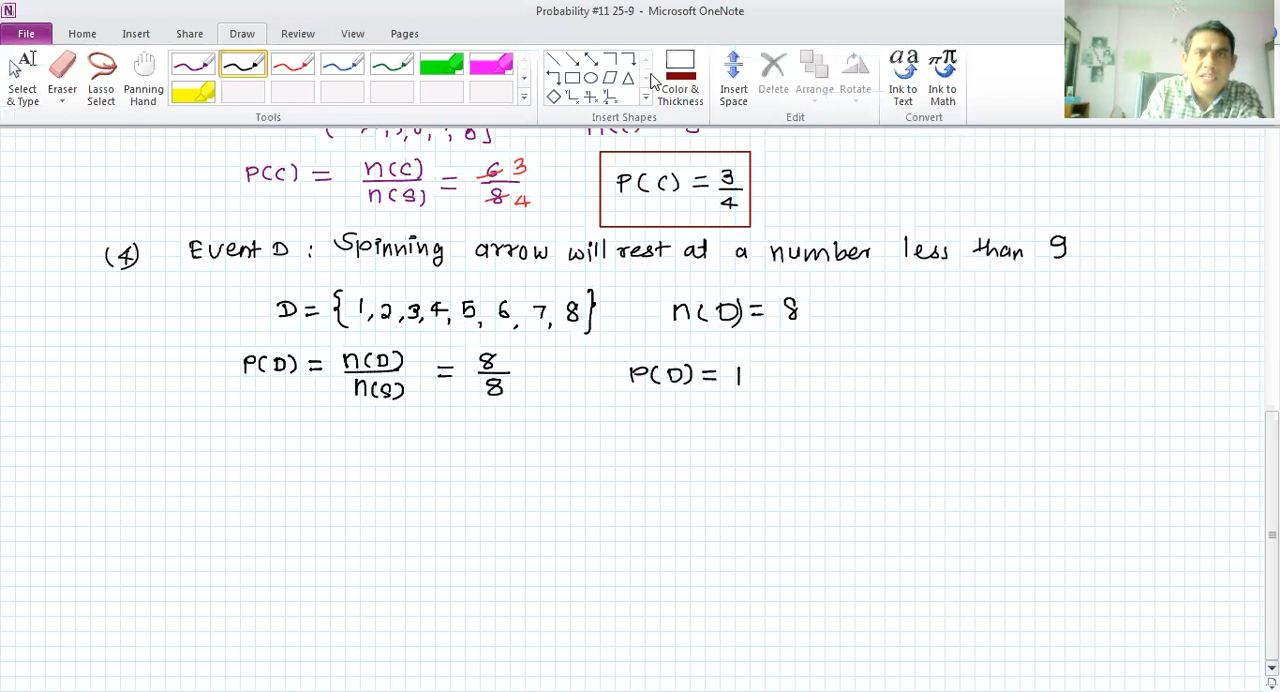 Probability #11 25-9 - Microsoft OneNote
File Home Insert Share Draw Review View Pages
Select & Type Eraser Lasso Select Panning Hand
Color & Thickness Insert Space Delete Arrange Rotate Ink to Text Ink to Math
Tools Insert Shapes Edit Convert
P(C) = n(C)/n(S) = 6/8 3/4 P(C) = 3/4
(4) Event D : Spinning arrow will rest at a number less than 9
D = {1,2,3,4,5,6,7,8} n(D) = 8
P(D) = n(D)/n(S) = 8/8 P(D) = 1